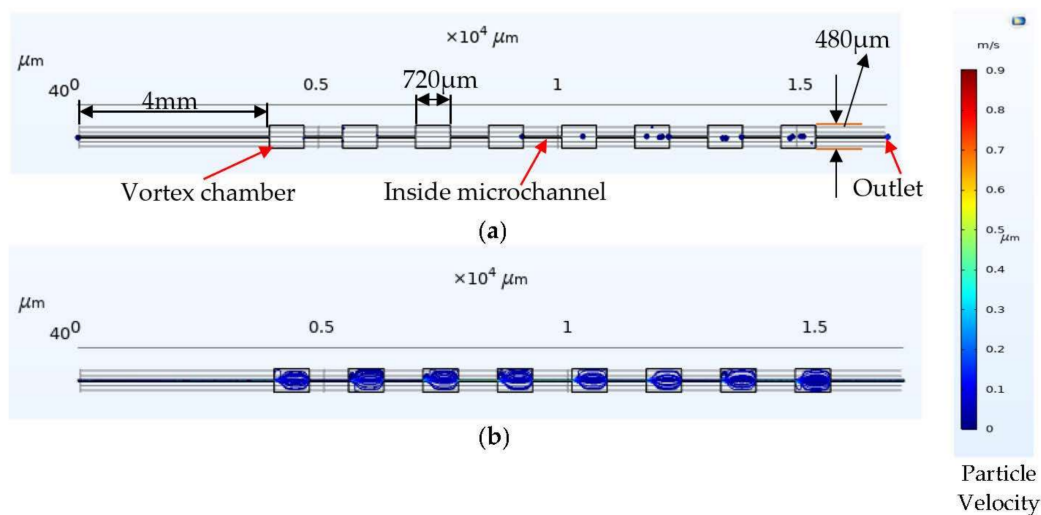 ×10⁴ μm
480μm
μm
40
0
0.5
720μm
1
1.5
4mm
Vortex chamber
Inside microchannel
Outlet
(a)
×10⁴ μm
μm
40
0
0.5
1
1.5
(b)
m/s
0.9
0.8
0.7
0.6
0.5
μm
0.4
0.3
0.2
0.1
0
Particle
Velocity